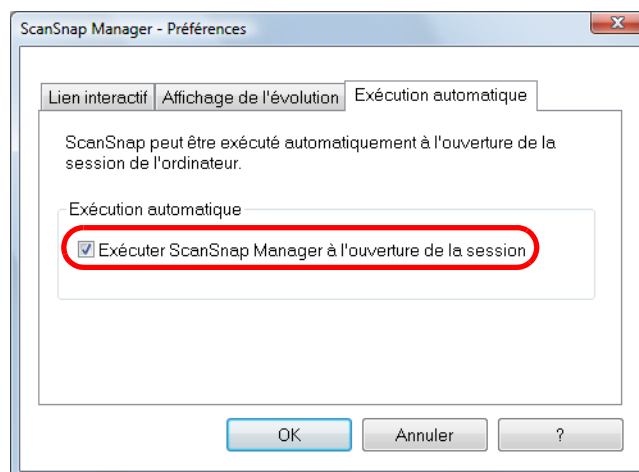 ScanSnap Manager - Préférences
Lien interactif
Affichage de l'évolution
Exécution automatique
ScanSnap peut être exécuté automatiquement à l'ouverture de la
session de l'ordinateur.
Exécution automatique
Exécuter ScanSnap Manager à l'ouverture de la session
OK
Annuler
?